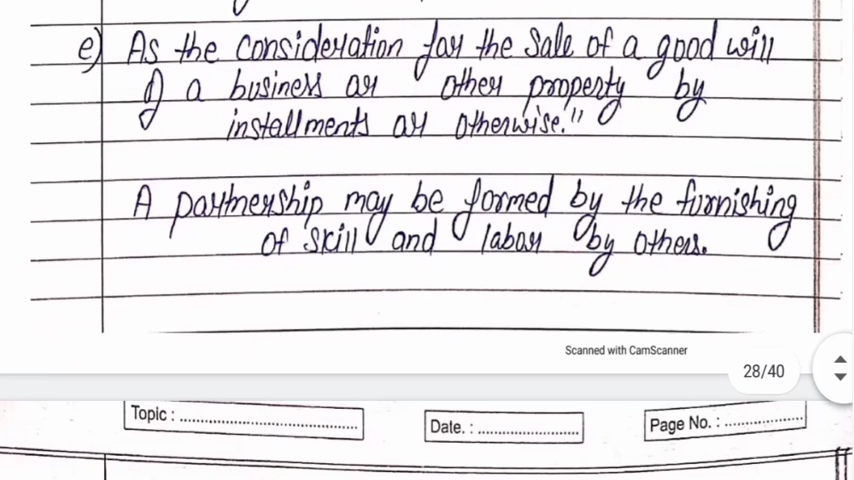 e) As the consideration for the sale of a good will
of a business or other property by
installments or otherwise."
A partnership may be formed by the furnishing
of skill and labor by others.
Scanned with CamScanner
28/40
Topic : ................................................
Date. : ............................
Page No. : .....................